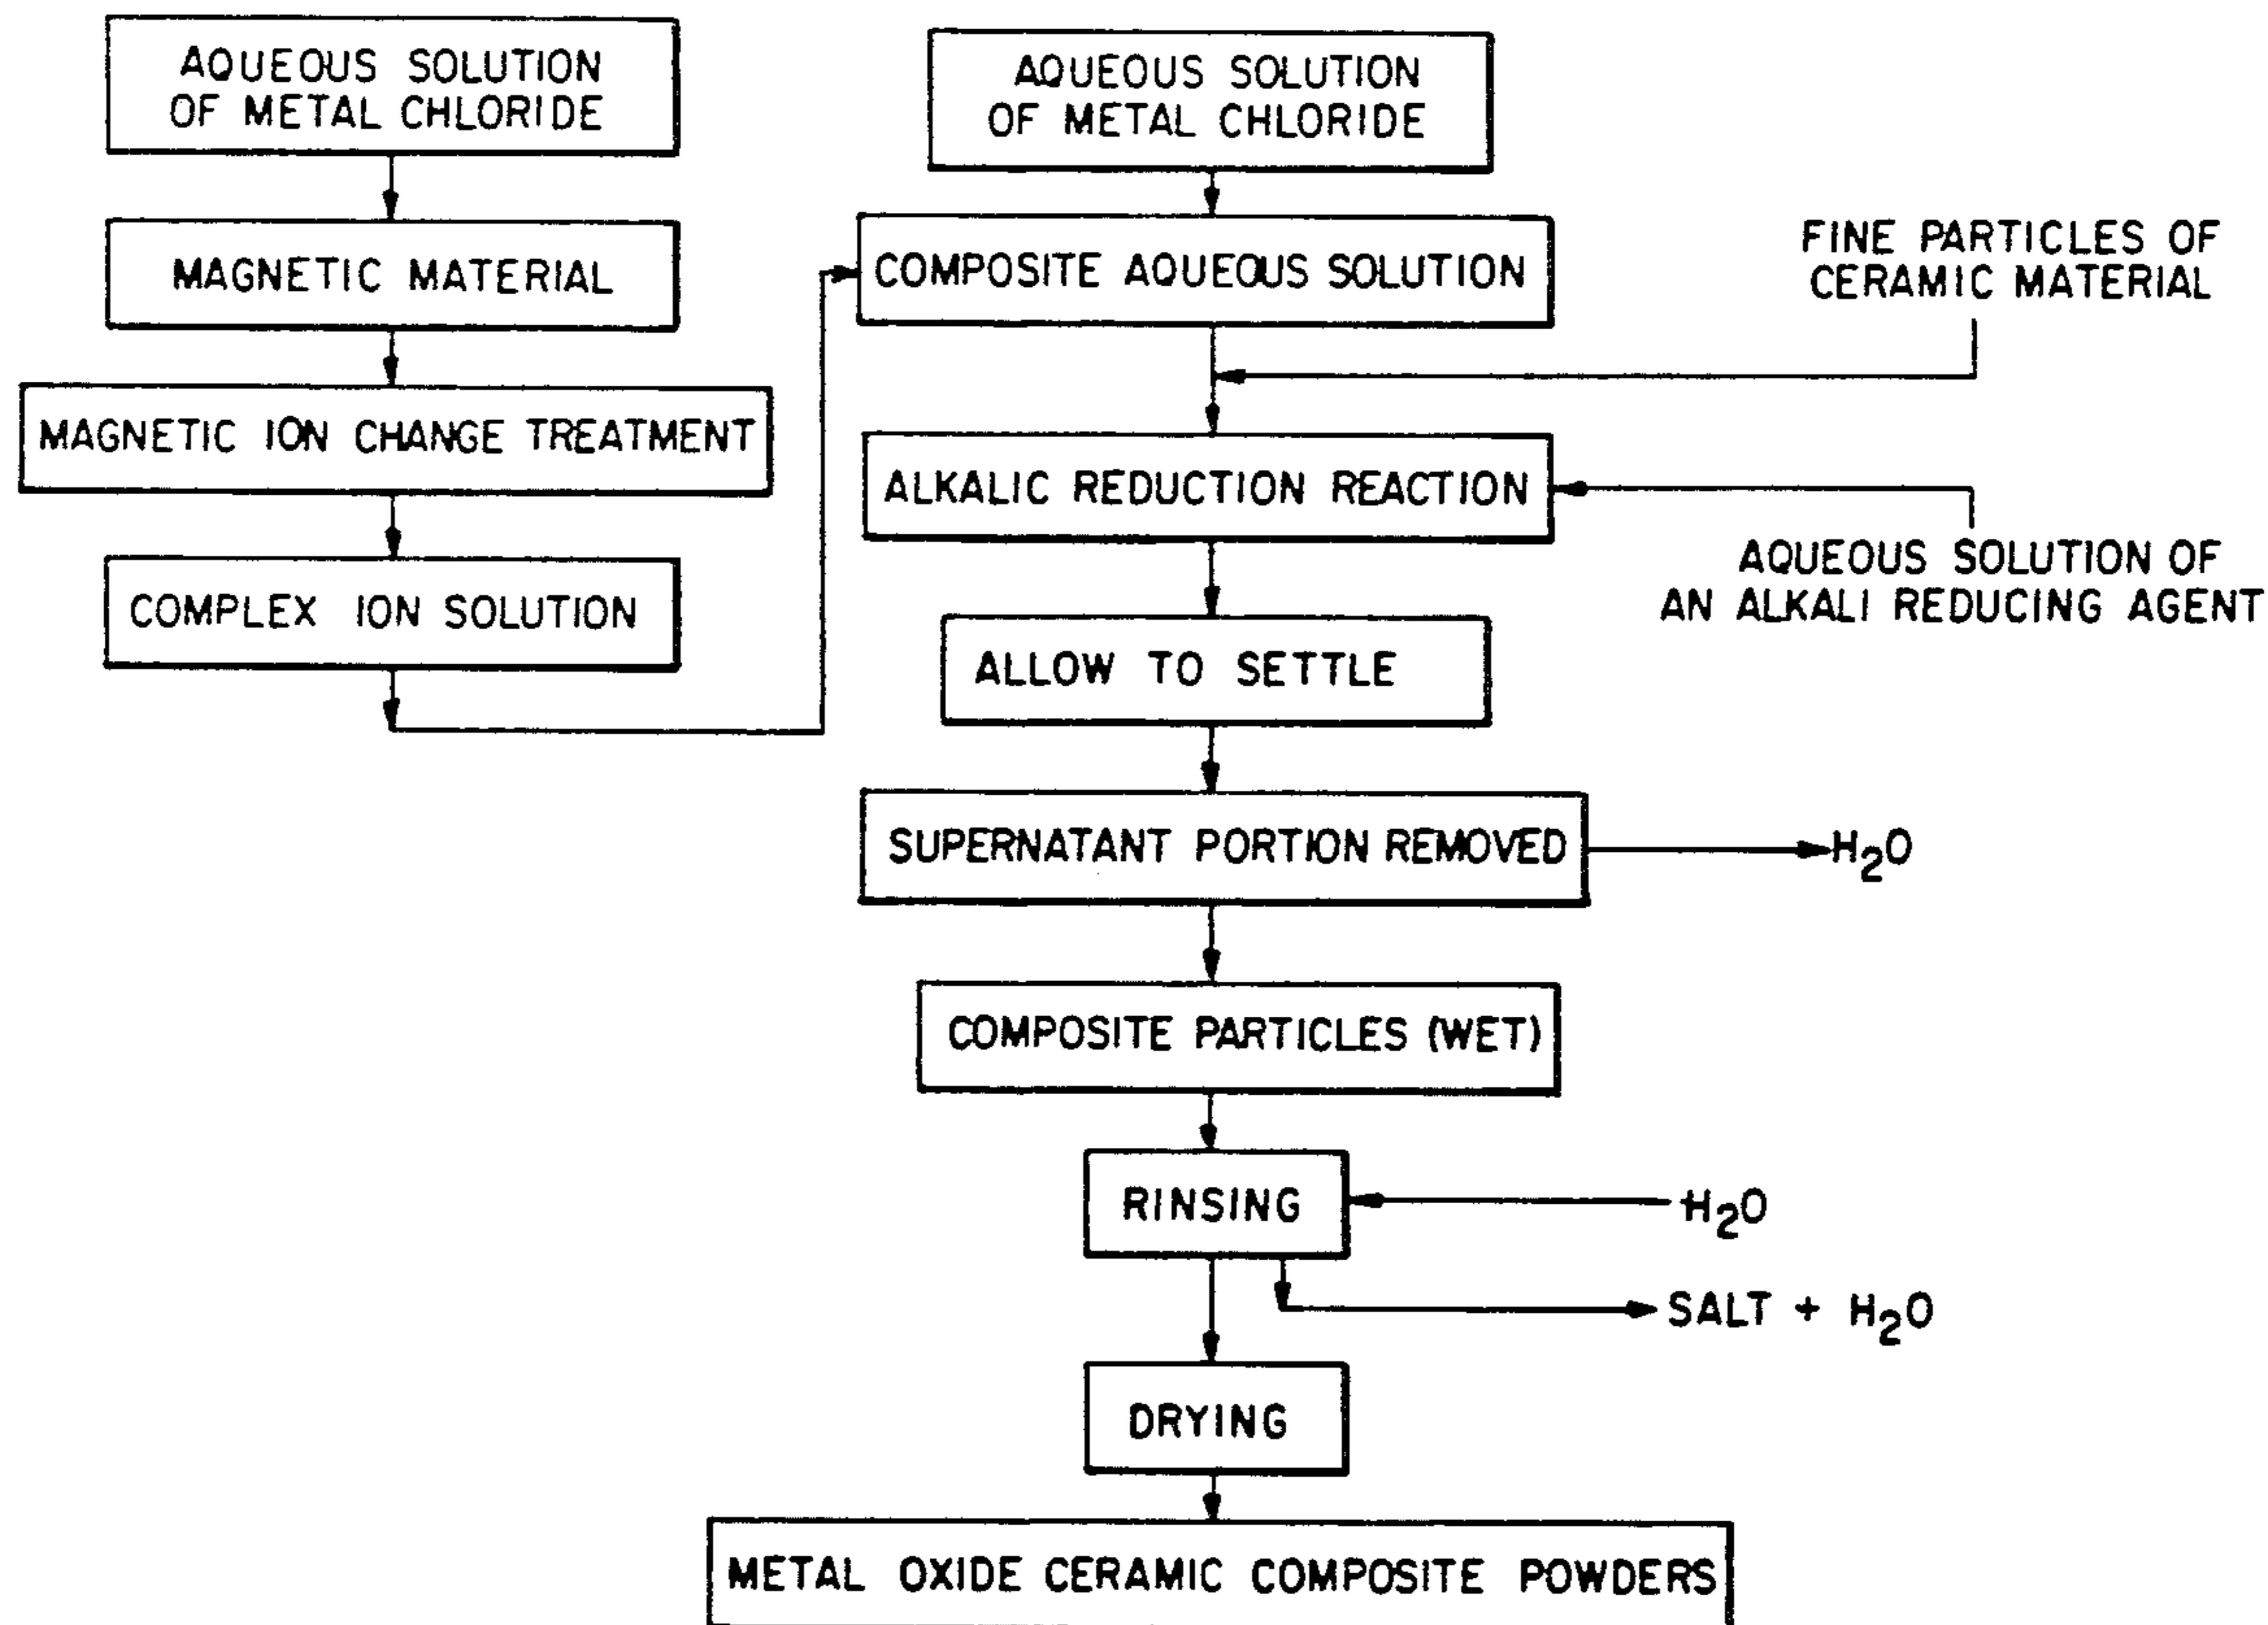 AQUEOUS SOLUTION
OF METAL CHLORIDE
MAGNETIC MATERIAL
MAGNETIC ION CHANGE TREATMENT
COMPLEX ION SOLUTION
AQUEOUS SOLUTION
OF METAL CHLORIDE
COMPOSITE AQUEOUS SOLUTION
FINE PARTICLES OF
CERAMIC MATERIAL
ALKALIC REDUCTION REACTION
AQUEOUS SOLUTION OF
AN ALKALI REDUCING AGENT
ALLOW TO SETTLE
SUPERNATANT PORTION REMOVED
H₂O
COMPOSITE PARTICLES (WET)
RINSING
H₂O
SALT + H₂O
DRYING
METAL OXIDE CERAMIC COMPOSITE POWDERS